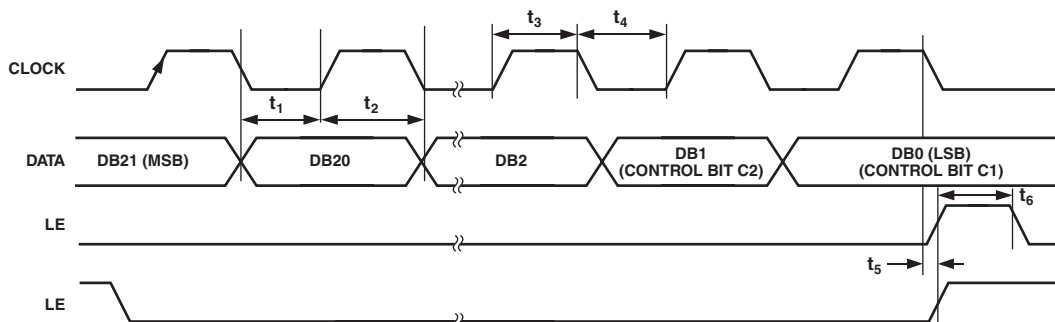 t3 t4
CLOCK
t1 t2
DATA DB21 (MSB) DB20 DB2 DB1 (CONTROL BIT C2) DB0 (LSB) (CONTROL BIT C1)
t6
LE
t5
LE